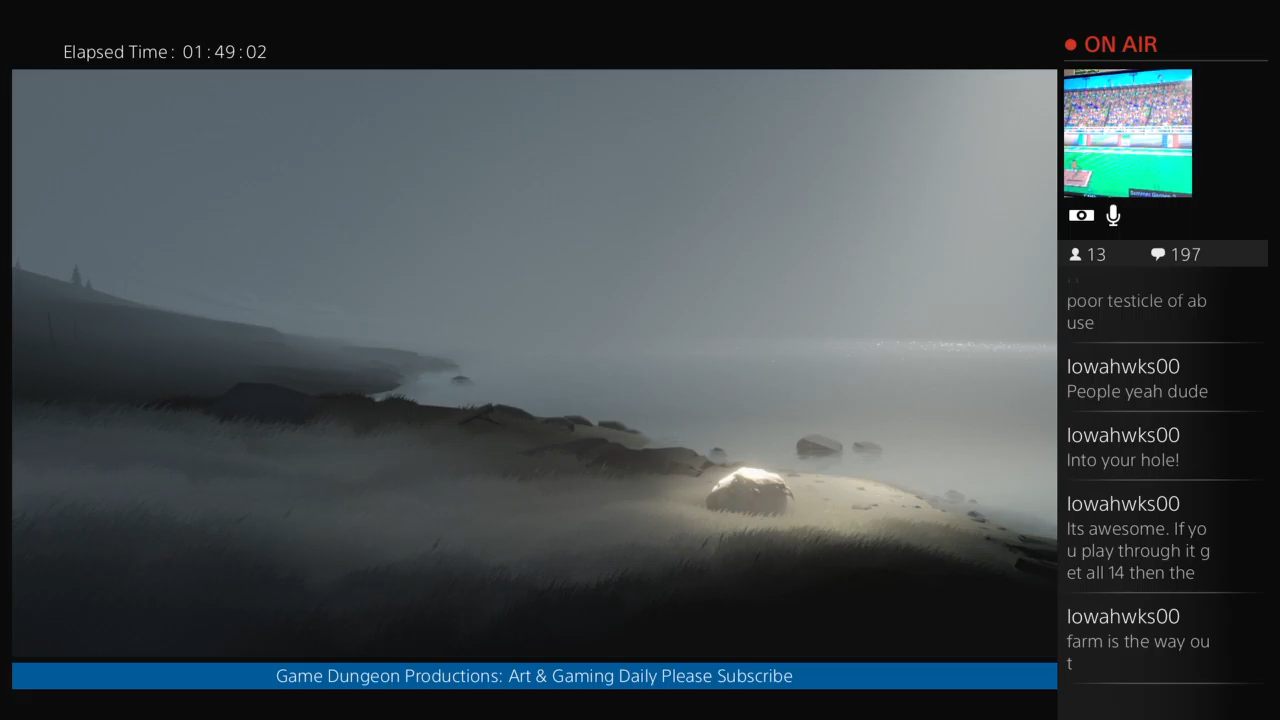 Elapsed Time: 01:49:02
ON AIR
13
197
poor testicle of ab
use
Iowahwks00
People yeah dude
Iowahwks00
Into your hole!
Iowahwks00
Its awesome. If yo
u play through it g
et all 14 then the
Iowahwks00
farm is the way ou
t
Game Dungeon Productions: Art & Gaming Daily Please Subscribe